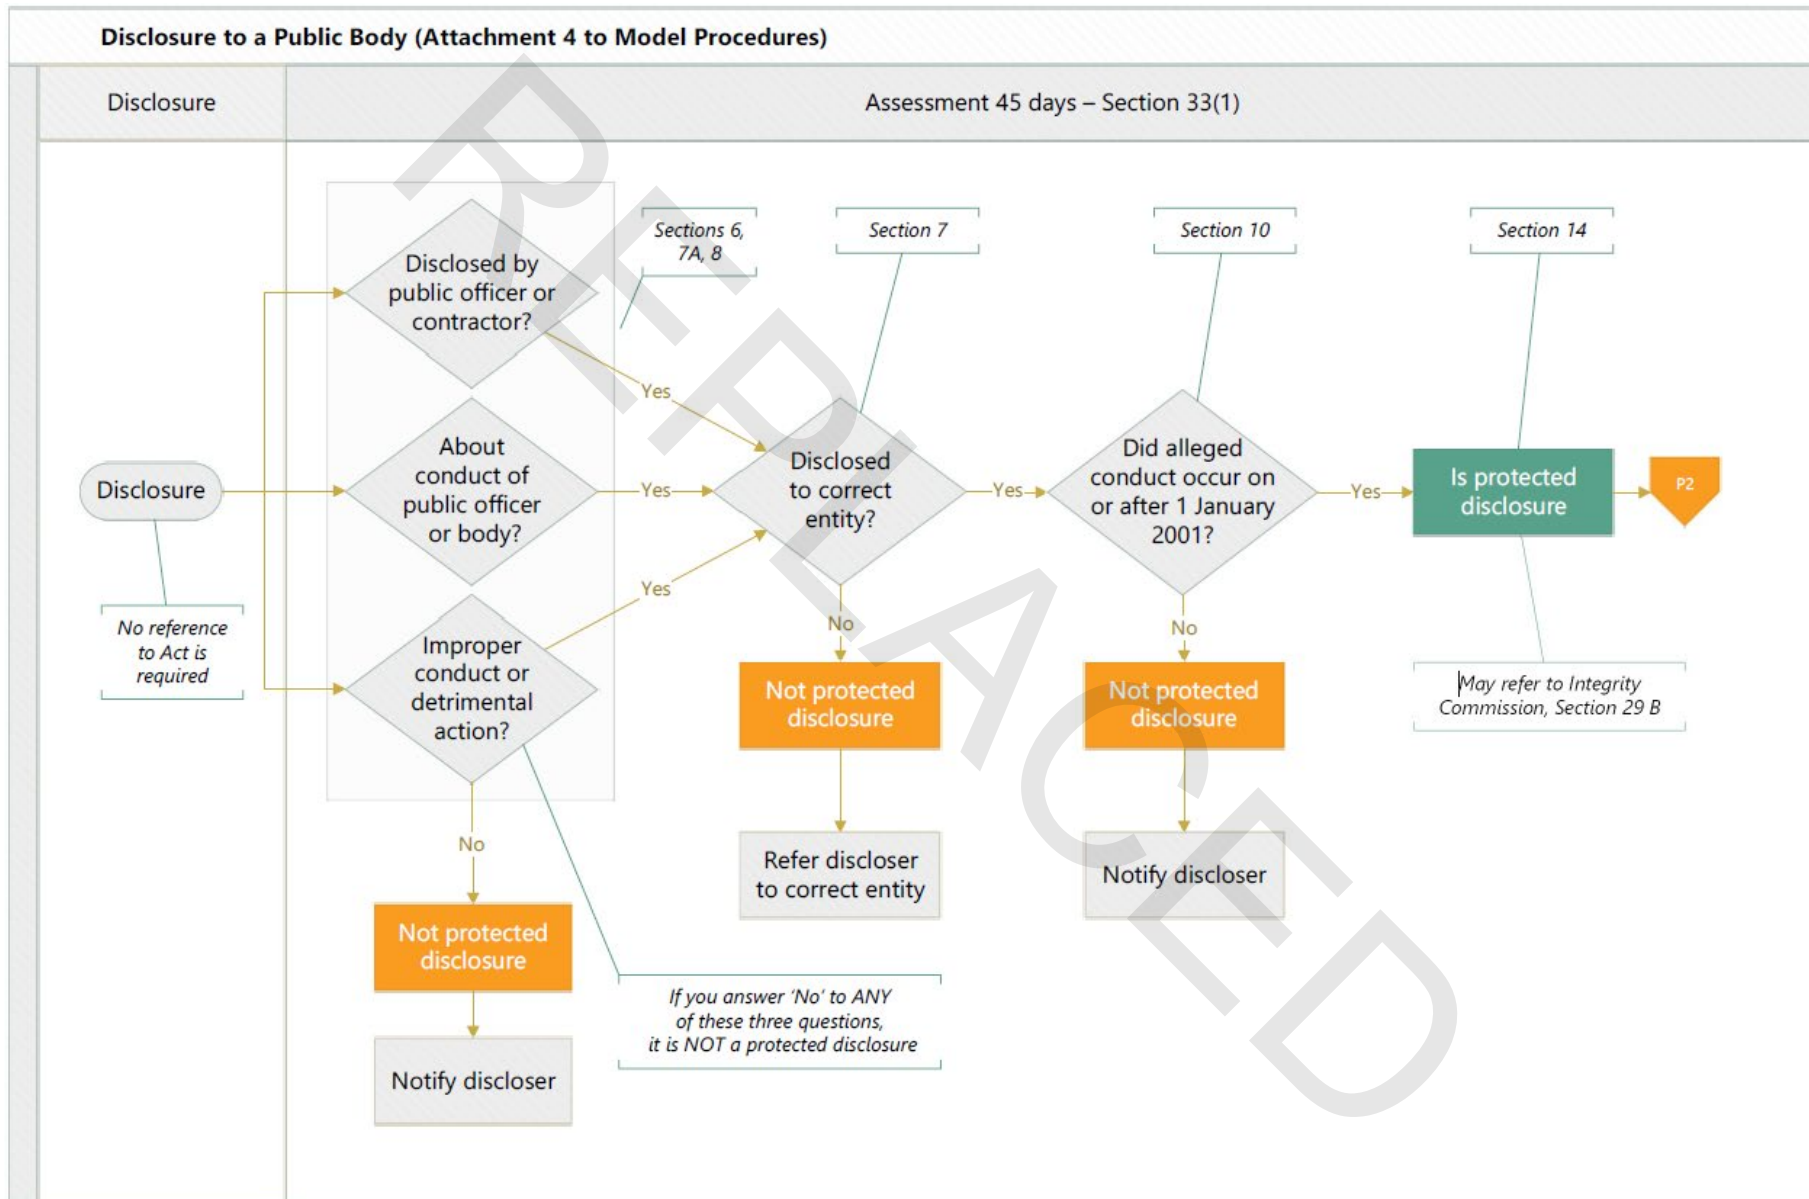 Disclosure to a Public Body (Attachment 4 to Model Procedures)
Disclosure
Assessment 45 days – Section 33(1)
Disclosure
No reference
to Act is
required
Disclosed by
public officer or
contractor?
Sections 6,
7A, 8
Yes
About
conduct of
public officer
or body?
Yes
Improper
conduct or
detrimental
action?
Yes
No
Not protected
disclosure
Notify discloser
If you answer ‘No’ to ANY
of these three questions,
it is NOT a protected disclosure
Section 7
Disclosed
to correct
entity?
Yes
No
Not protected
disclosure
Refer discloser
to correct entity
Section 10
Did alleged
conduct occur on
or after 1 January
2001?
Yes
No
Not protected
disclosure
Notify discloser
Section 14
Is protected
disclosure
P2
May refer to Integrity
Commission, Section 29 B
REPLACED